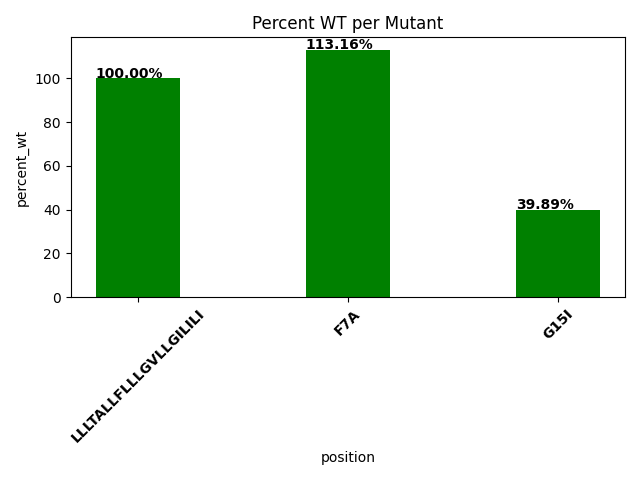 Percent WT per Mutant
percent_wt
100
80
60
40
20
0
100.00%
113.16%
39.89%
LLLTALLFLLLGVLLGILILI
F7A
G15I
position